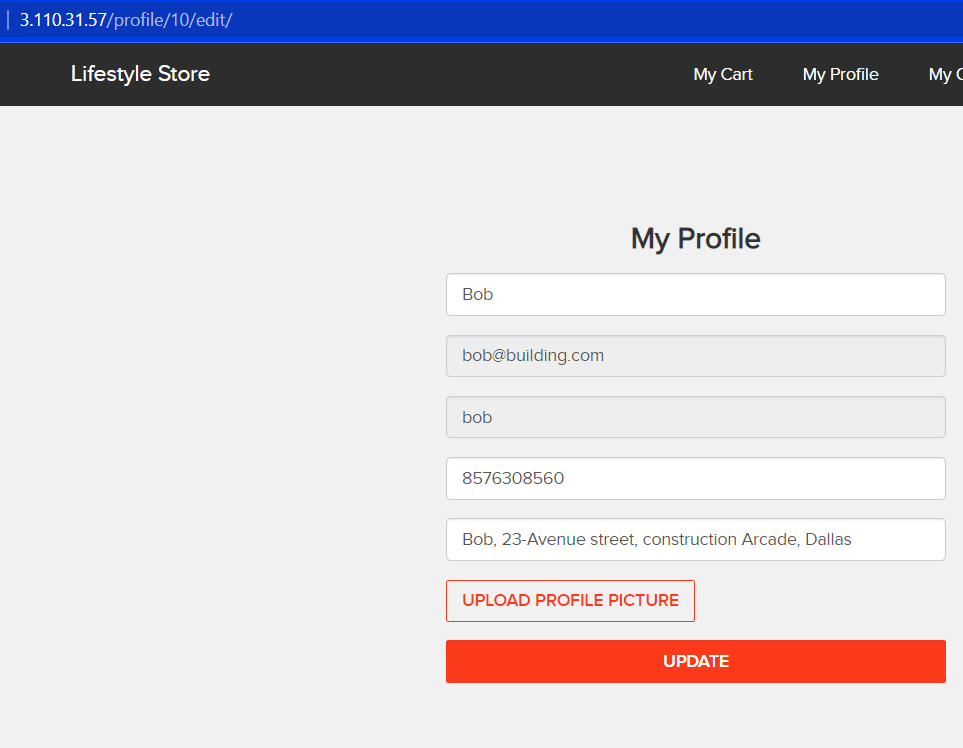 3.110.31.57/profile/10/edit/
Lifestyle Store My Cart My Profile My
My Profile
Bob
bob@building.com
bob
8576308560
Bob, 23-Avenue street, construction Arcade, Dallas
UPLOAD PROFILE PICTURE
UPDATE